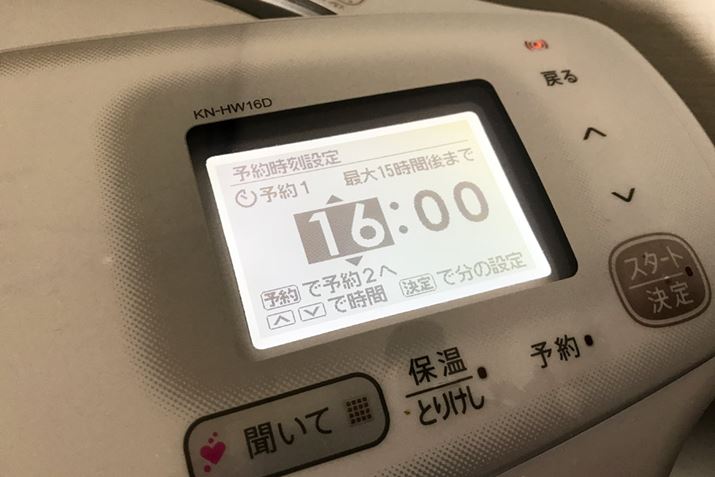 KN-HW16D
戻る
予約時刻設定
予約1 最大15時間後まで
16:00
予約で予約2へ
∧∨で時間 決定で分の設定
スタート
決定
保温
とりけし
予約
聞いて